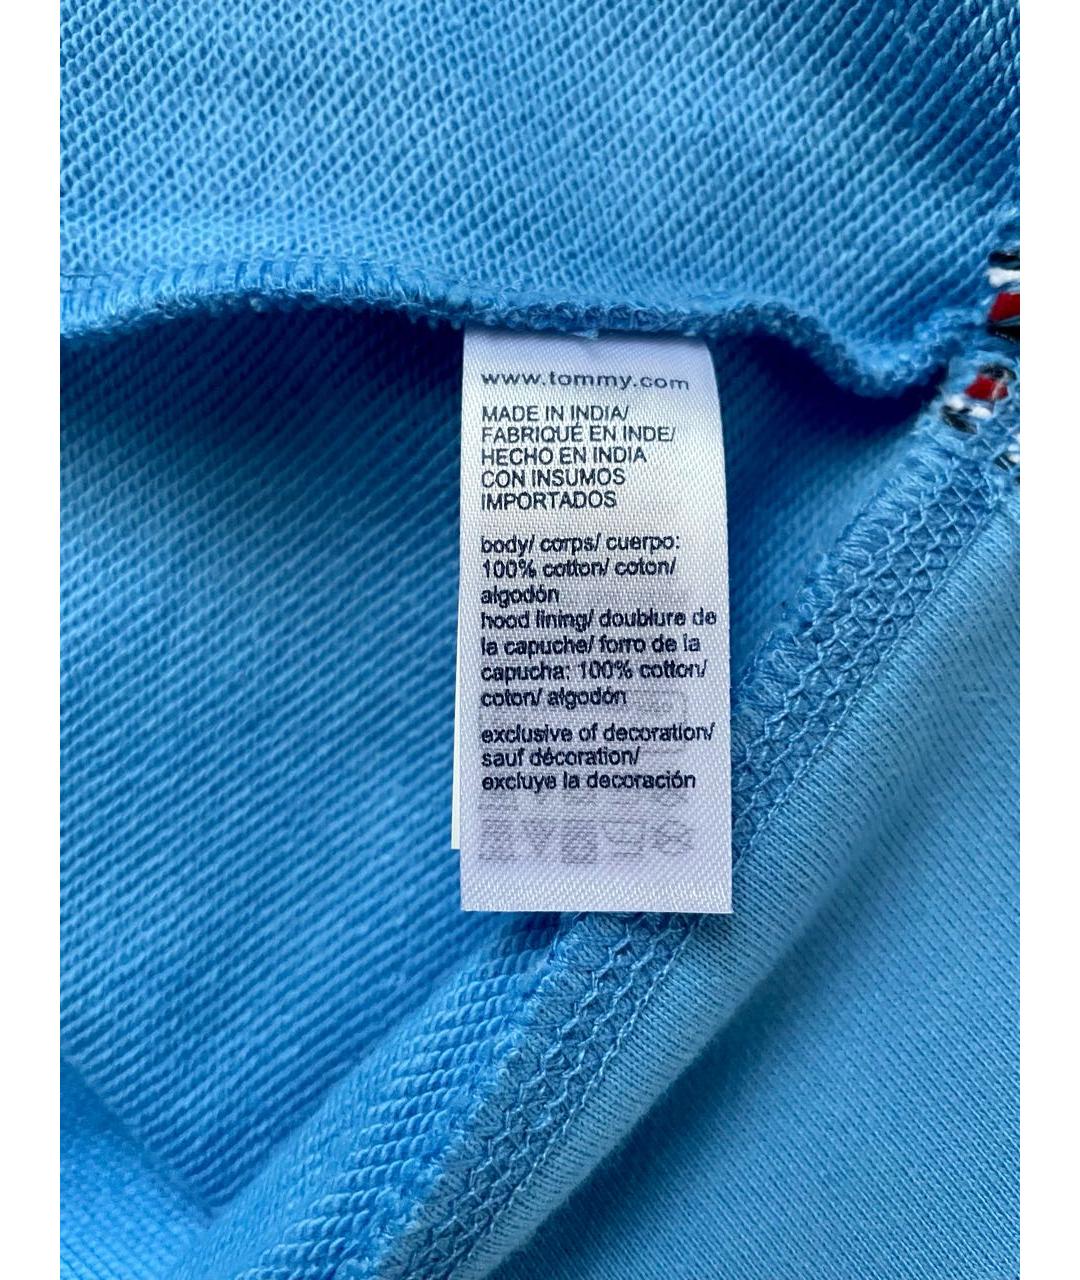 www.tommy.com
MADE IN INDIA/
FABRIQUÉ EN INDE/
HECHO EN INDIA
CON INSUMOS
IMPORTADOS
body/ corps/ cuerpo:
100% cotton/ coton/
algodón
hood lining/ doublure de
la capuche/ forro de la
capucha: 100% cotton/
coton/ algodón
exclusive of decoration/
sauf décoration/
excluye la decoración